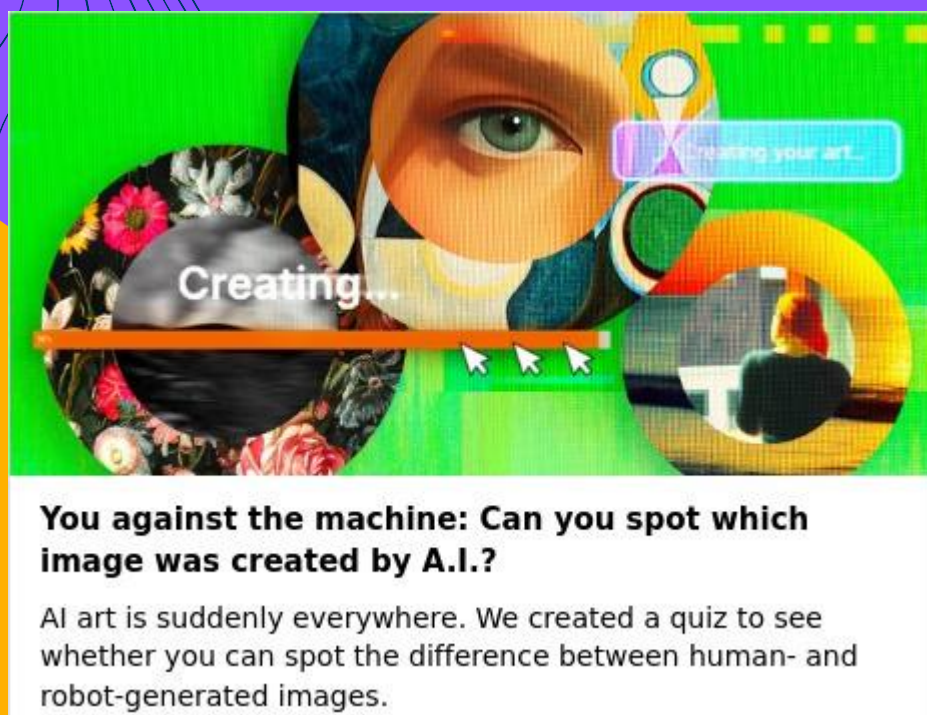 Creating your art...
Creating...
You against the machine: Can you spot which
image was created by A.I.?
AI art is suddenly everywhere. We created a quiz to see
whether you can spot the difference between human- and
robot-generated images.